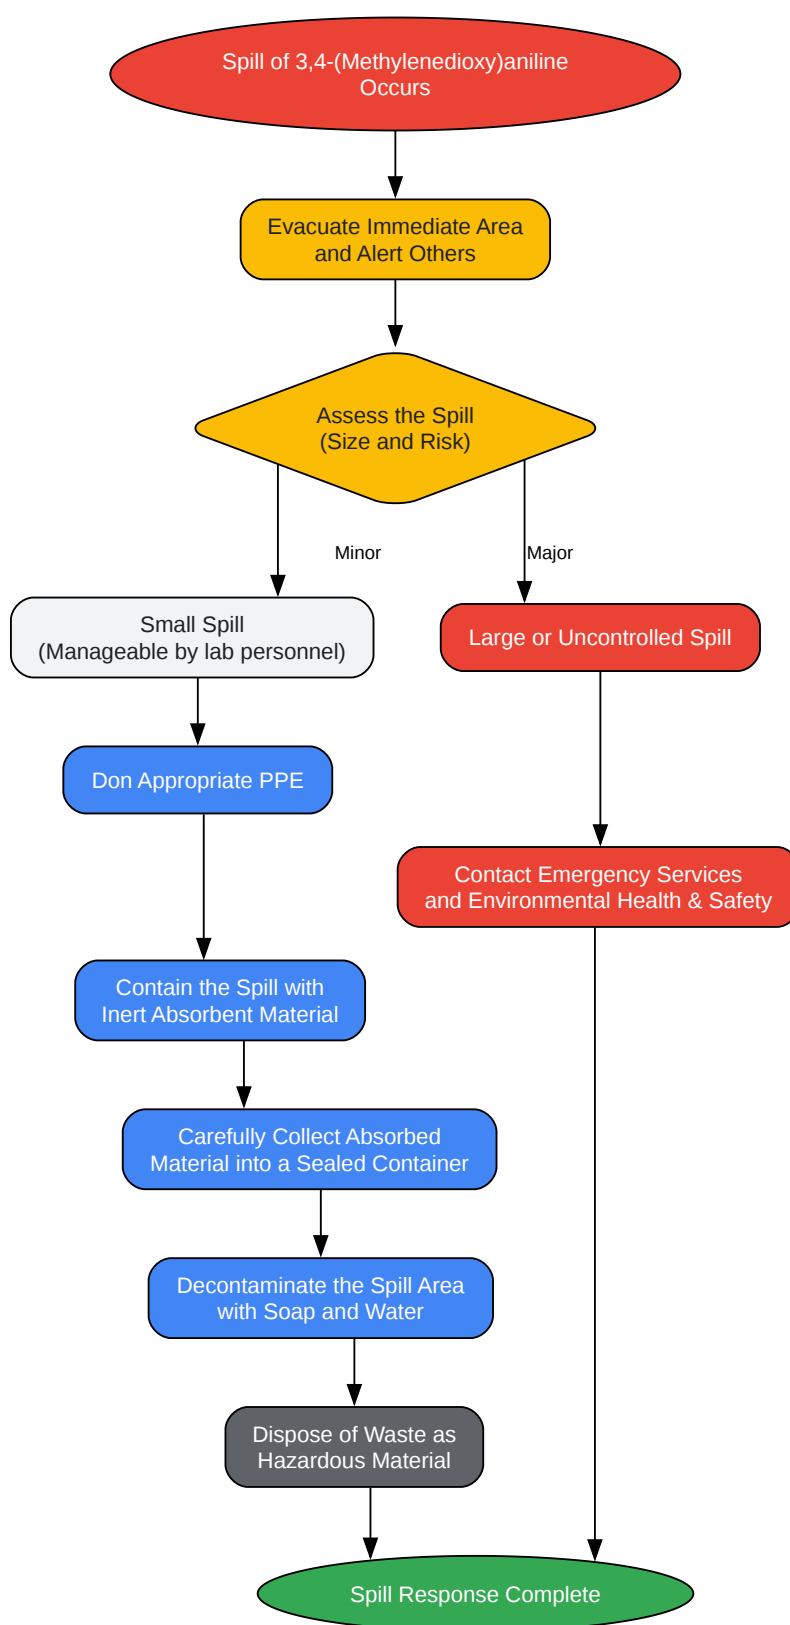 Spill of 3,4-(Methylenedioxy)aniline
Occurs
Evacuate Immediate Area
and Alert Others
Assess the Spill
(Size and Risk)
Minor
Major
Small Spill
(Manageable by lab personnel)
Large or Uncontrolled Spill
Don Appropriate PPE
Contact Emergency Services
and Environmental Health & Safety
Contain the Spill with
Inert Absorbent Material
Carefully Collect Absorbed
Material into a Sealed Container
Decontaminate the Spill Area
with Soap and Water
Dispose of Waste as
Hazardous Material
Spill Response Complete